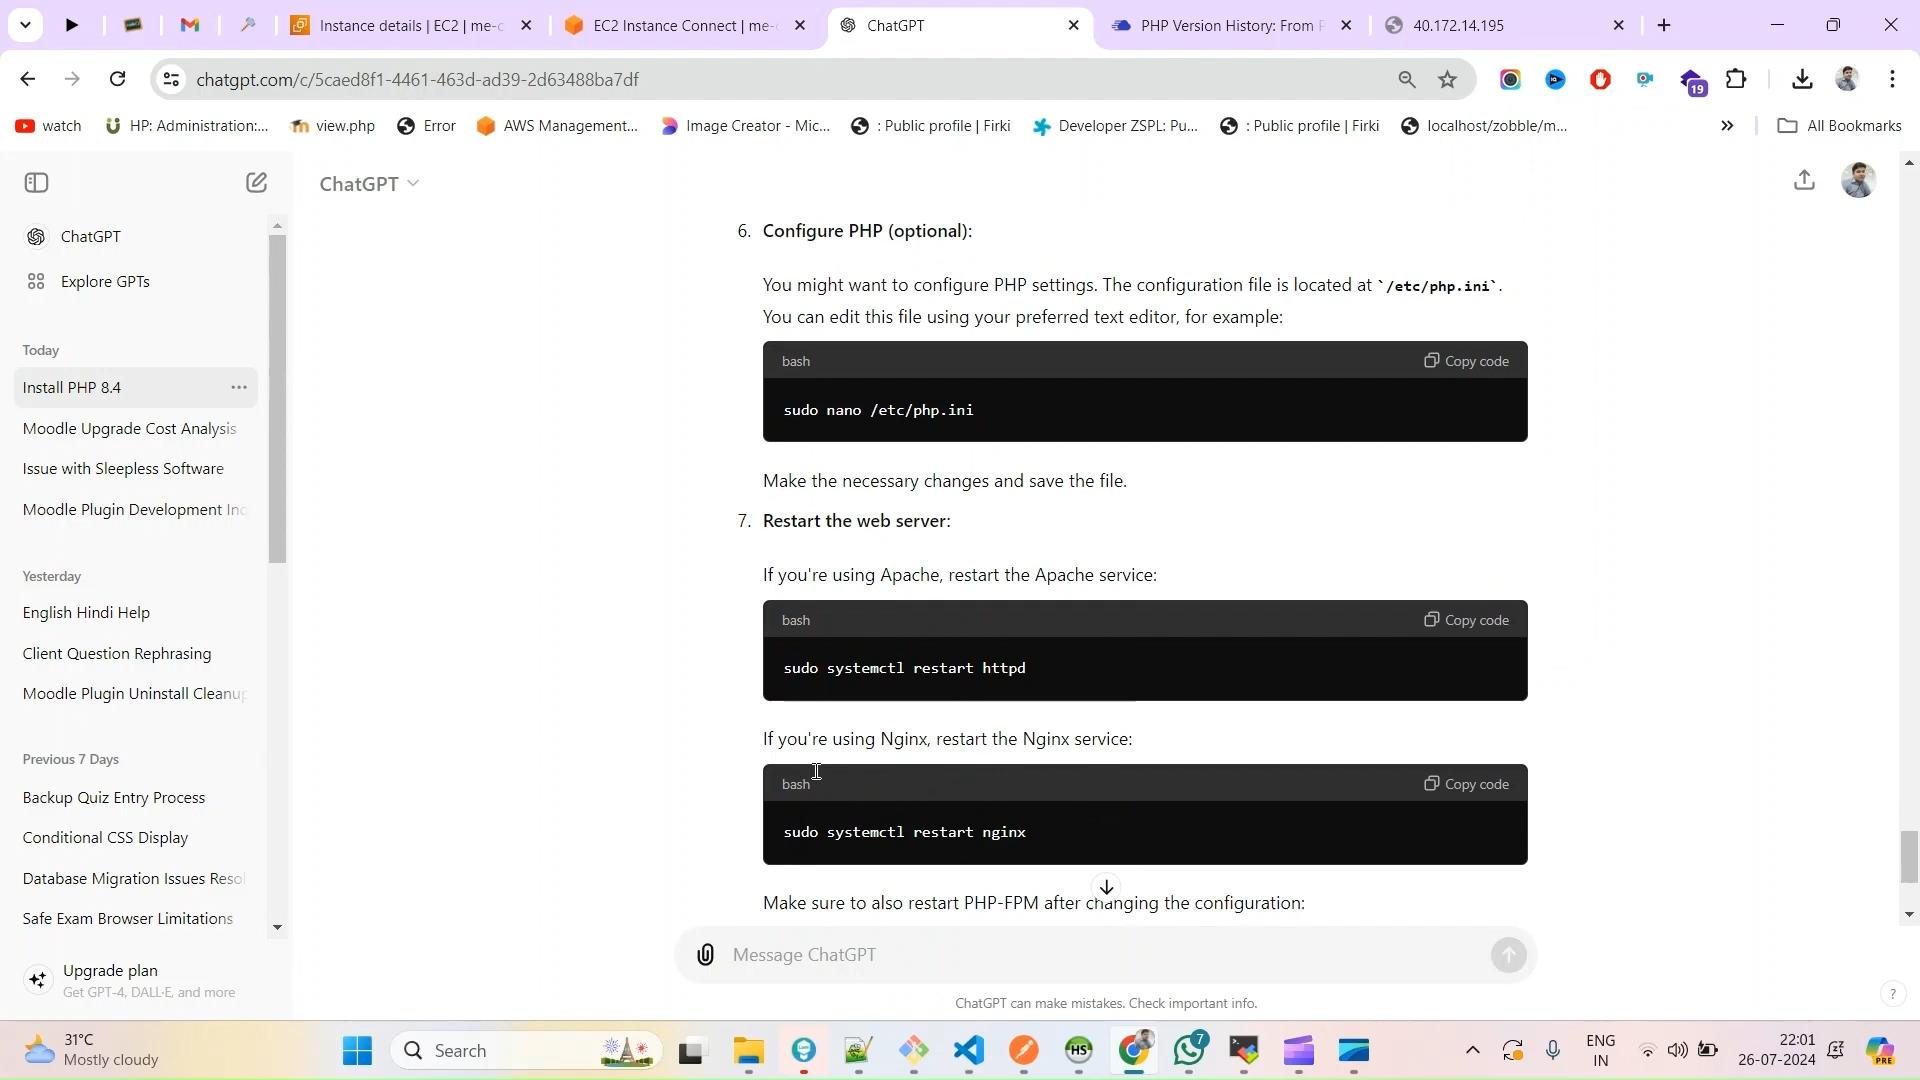 Instance details | EC2 | me-c
EC2 Instance Connect | me-
ChatGPT
PHP Version History: From P
40.172.14.195
chatgpt.com/c/5caed8f1-4461-463d-ad39-2d63488ba7df
19
watch
HP: Administration:...
view.php
Error
AWS Management...
Image Creator - Mic...
: Public profile | Firki
Developer ZSPL: Pu...
: Public profile | Firki
localhost/zobble/m...
All Bookmarks
ChatGPT
ChatGPT
Explore GPTs
Today
Install PHP 8.4
Moodle Upgrade Cost Analysis
Issue with Sleepless Software
Moodle Plugin Development Inq
Yesterday
English Hindi Help
Client Question Rephrasing
Moodle Plugin Uninstall Cleanup
Previous 7 Days
Backup Quiz Entry Process
Conditional CSS Display
Database Migration Issues Resol
Safe Exam Browser Limitations
Upgrade plan
Get GPT-4, DALL·E, and more
6. Configure PHP (optional):
You might want to configure PHP settings. The configuration file is located at `/etc/php.ini`.
You can edit this file using your preferred text editor, for example:
bash
Copy code
sudo nano /etc/php.ini
Make the necessary changes and save the file.
7. Restart the web server:
If you're using Apache, restart the Apache service:
bash
Copy code
sudo systemctl restart httpd
If you're using Nginx, restart the Nginx service:
bash
Copy code
sudo systemctl restart nginx
Make sure to also restart PHP-FPM after changing the configuration:
Message ChatGPT
ChatGPT can make mistakes. Check important info.
?
31°C
Mostly cloudy
Search
HS
7
ENG
IN
22:01
26-07-2024
PRE